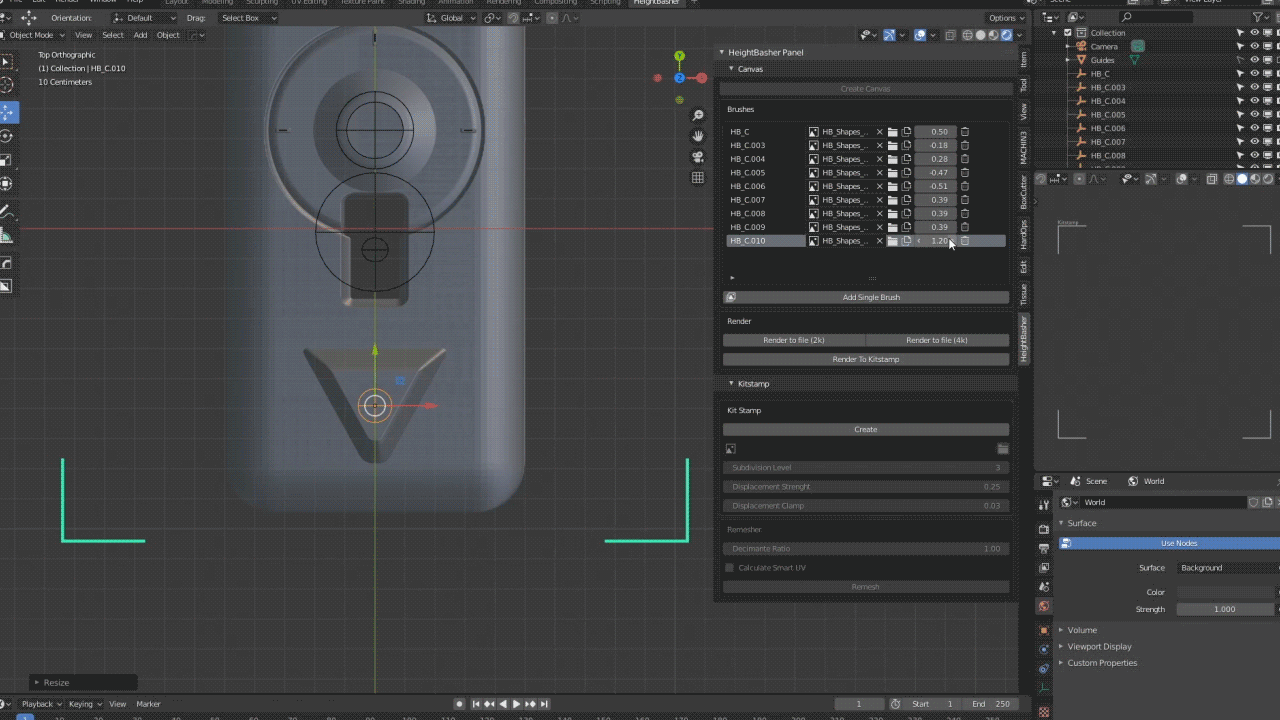 Edit Render Window Help Layout Modeling Sculpting UV Editing Texture Paint Shading Animation Rendering Compositing Scripting HeightBasher Scene View Layer
Orientation: Default Drag: Select Box Global Options
Object Mode View Select Add Object
Top Orthographic
(1) Collection | HB_C.010
10 Centimeters
Y
Z
HeightBasher Panel
Canvas
Create Canvas
Brushes
HB_C HB_Shapes_.. 0.50
HB_C.003 HB_Shapes_.. -0.18
HB_C.004 HB_Shapes_.. 0.28
HB_C.005 HB_Shapes_.. -0.47
HB_C.006 HB_Shapes_.. -0.51
HB_C.007 HB_Shapes_.. 0.39
HB_C.008 HB_Shapes_.. 0.39
HB_C.009 HB_Shapes_.. 0.39
HB_C.010 HB_Shapes_.. 1.20
Add Single Brush
Render
Render to file (2k) Render to file (4k)
Render To Kitstamp
Kitstamp
Kit Stamp
Create
Subdivision Level 3
Displacement Strenght 0.25
Displacement Clamp 0.03
Remesher
Decimante Ratio 1.00
Calculate Smart UV
Remesh
Item
Tool
View
MACHIN3
BoxCutter
HardOps
Edit
Tissue
HeightBasher
Collection
Camera
Guides
HB_C
HB_C.003
HB_C.004
HB_C.005
HB_C.006
HB_C.007
HB_C.008
Kitstamp
Scene World
World
Surface
Use Nodes
Surface Background
Color
Strength 1.000
Volume
Viewport Display
Custom Properties
Resize
Playback Keying View Marker 1 Start 1 End 250